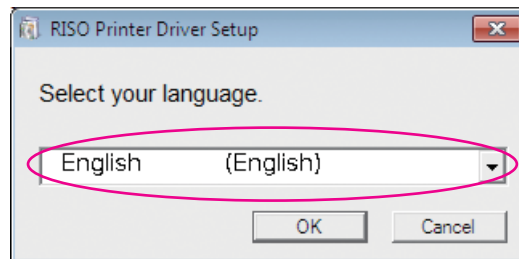 RISO Printer Driver Setup
Select your language.
English (English)
OK Cancel